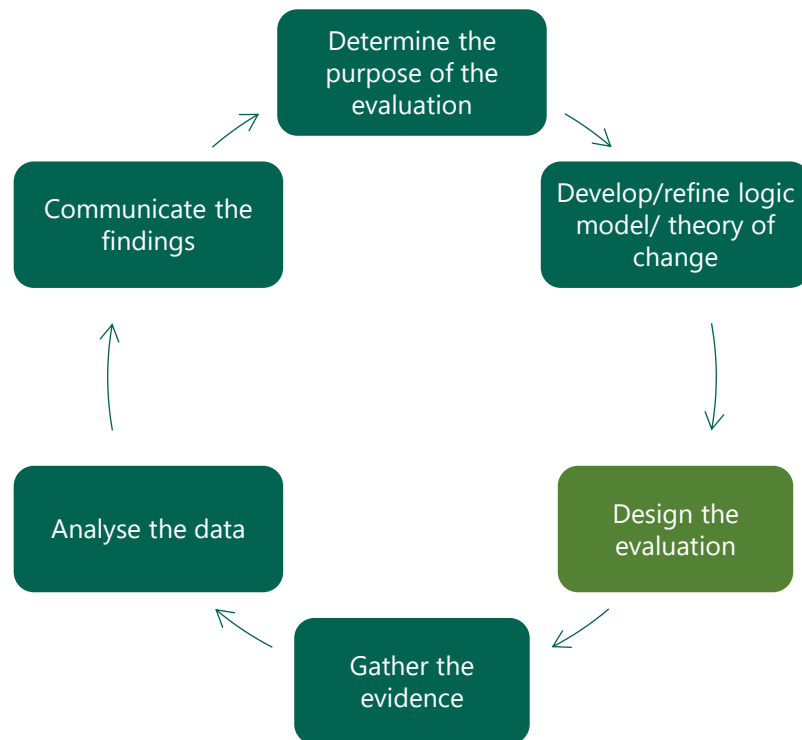 Determine the
purpose of the
evaluation
Develop/refine logic
model/ theory of
change
Design the
evaluation
Gather the
evidence
Analyse the data
Communicate the
findings